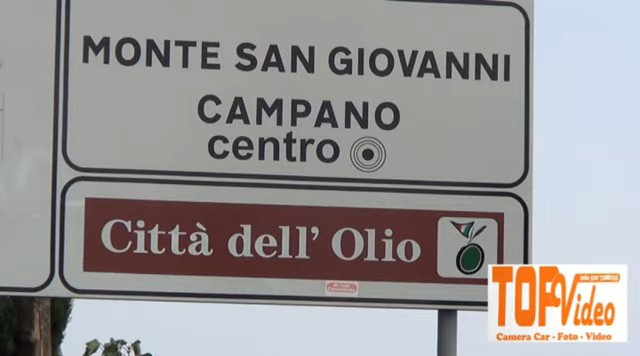 MONTE SAN GIOVANNI
CAMPANO
centro
Città dell' Olio
TOP Video
Camera Car - Foto - Video